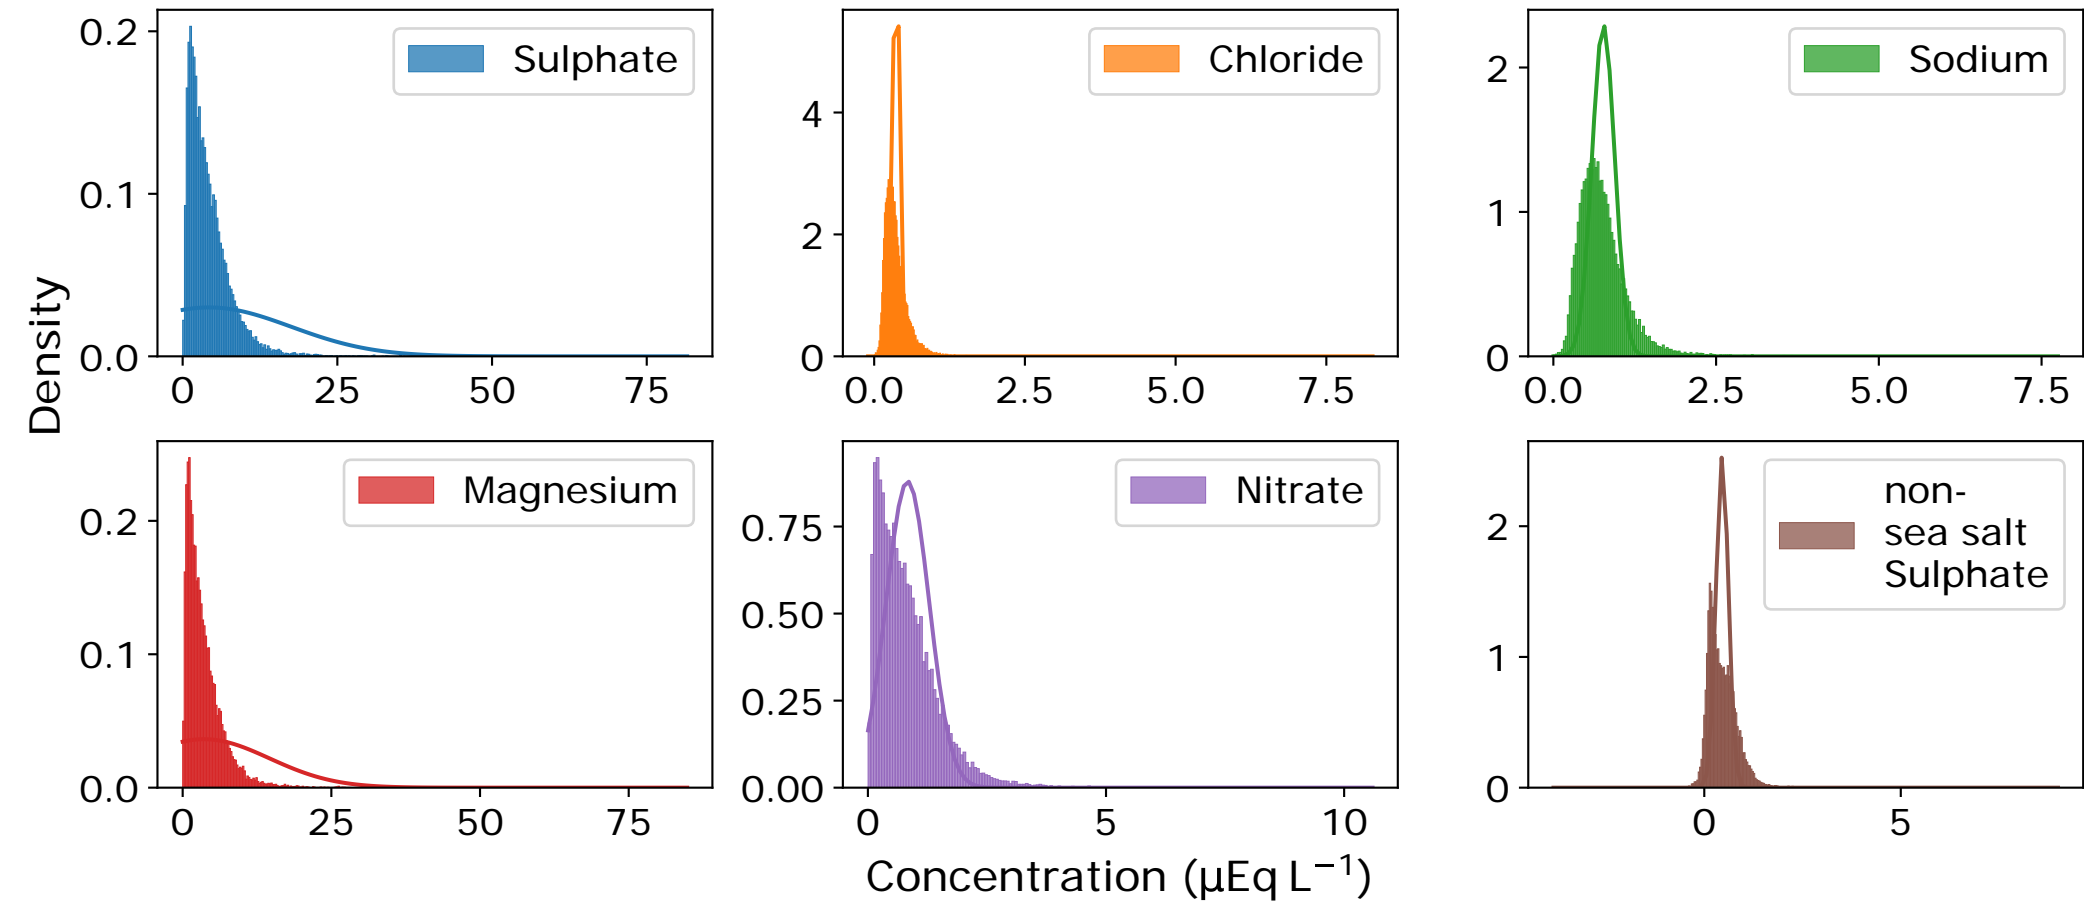 Density
0.2
0.1
0.0
0 25 50 75
Sulphate
4
2
0
0.0 2.5 5.0 7.5
Chloride
2
1
0
0.0 2.5 5.0 7.5
Sodium
0.2
0.1
0.0
0 25 50 75
Magnesium
0.75
0.50
0.25
0.00
0 5 10
Nitrate
2
1
0
0 5
non-
sea salt
Sulphate
Concentration (μEq L⁻¹)